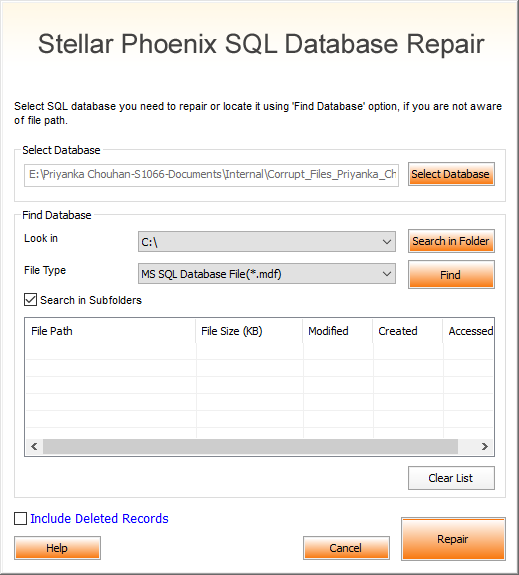 Stellar Phoenix SQL Database Repair
Select SQL database you need to repair or locate it using 'Find Database' option, if you are not aware
of file path.
Select Database
E:\Priyanka Chouhan-S1066-Documents\Internal\Corrupt_Files_Priyanka_Ch
Select Database
Find Database
Look in
C:\
Search in Folder
File Type
MS SQL Database File(*.mdf)
Find
Search in Subfolders
File Path
File Size (KB)
Modified
Created
Accessed
Clear List
Include Deleted Records
Help
Cancel
Repair